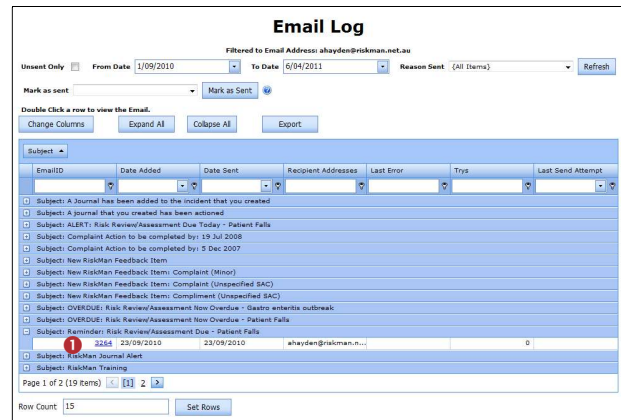 Email Log
Filtered to Email Address: ahayden@riskman.net.au
Unsent Only From Date 1/09/2010 To Date 6/04/2011 Reason Sent {All Items} Refresh
Mark as sent Mark as Sent
Double Click a row to view the Email.
Change Columns Expand All Collapse All Export
Subject
EmailID Date Added Date Sent Recipient Addresses Last Error Trys Last Send Attempt
Subject: A Journal has been added to the incident that you created
Subject: A journal that you created has been actioned
Subject: ALERT: Risk Review/Assessment Due Today - Patient Falls
Subject: Complaint Action to be completed by: 19 Jul 2008
Subject: Complaint Action to be completed by: 5 Dec 2007
Subject: New RiskMan Feedback Item
Subject: New RiskMan Feedback Item: Complaint (Minor)
Subject: New RiskMan Feedback Item: Complaint (Unspecified SAC)
Subject: New RiskMan Feedback Item: Compliment (Unspecified SAC)
Subject: OVERDUE: Risk Review/Assessment Now Overdue - Gastro enteritis outbreak
Subject: OVERDUE: Risk Review/Assessment Now Overdue - Patient Falls
Subject: Reminder: Risk Review/Assessment Due - Patient Falls
1 3264 23/09/2010 23/09/2010 ahayden@riskman.n... 0
Subject: RiskMan Journal Alert
Subject: RiskMan Training
Page 1 of 2 (19 items) < [1] 2 >
Row Count 15 Set Rows